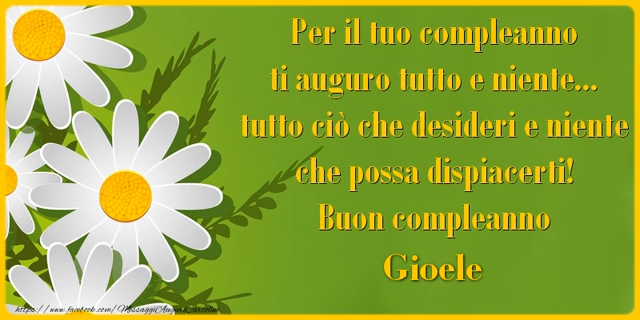 Per il tuo compleanno
ti auguro tutto e niente...
tutto ciò che desideri e niente
che possa dispiacerti!
Buon compleanno
Gioele